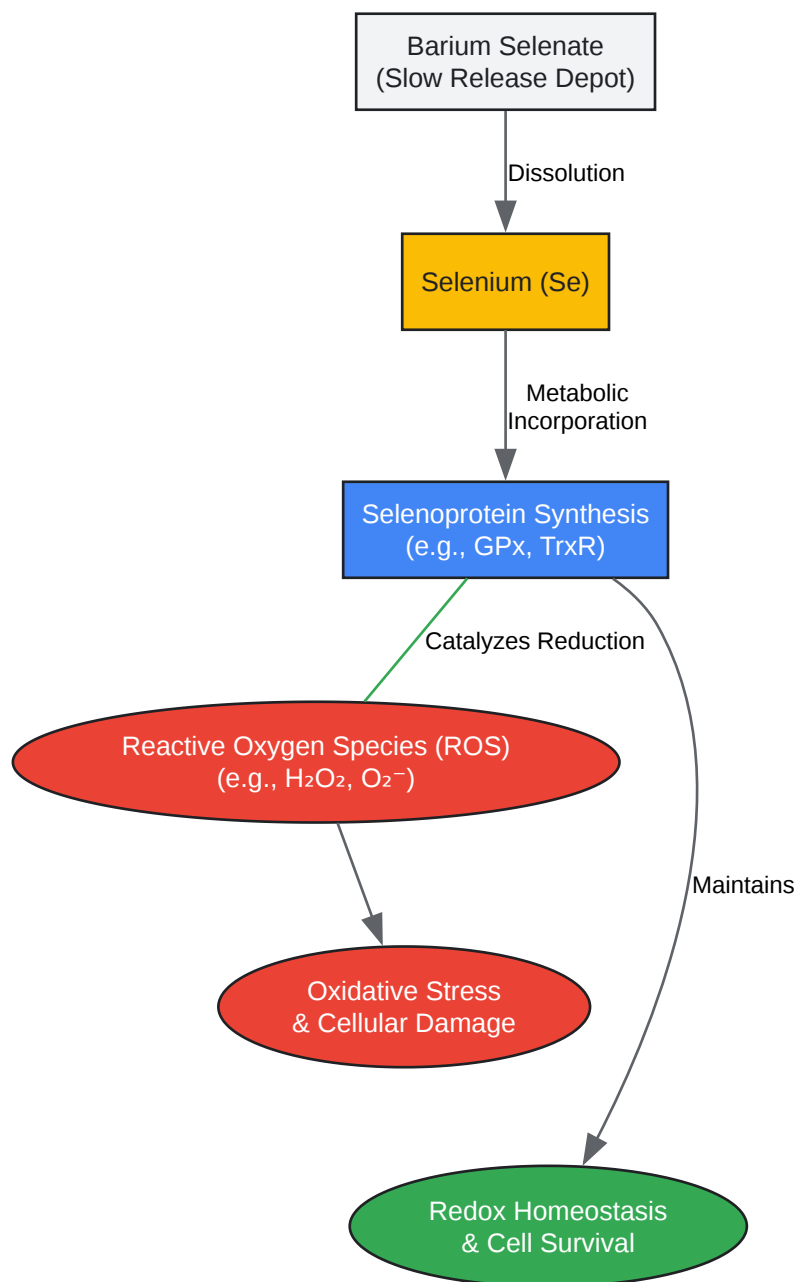 Barium Selenate
(Slow Release Depot)
Dissolution
Selenium (Se)
Metabolic
Incorporation
Selenoprotein Synthesis
(e.g., GPx, TrxR)
Catalyzes Reduction
Reactive Oxygen Species (ROS)
(e.g., H₂O₂, O₂⁻)
Maintains
Oxidative Stress
& Cellular Damage
Redox Homeostasis
& Cell Survival